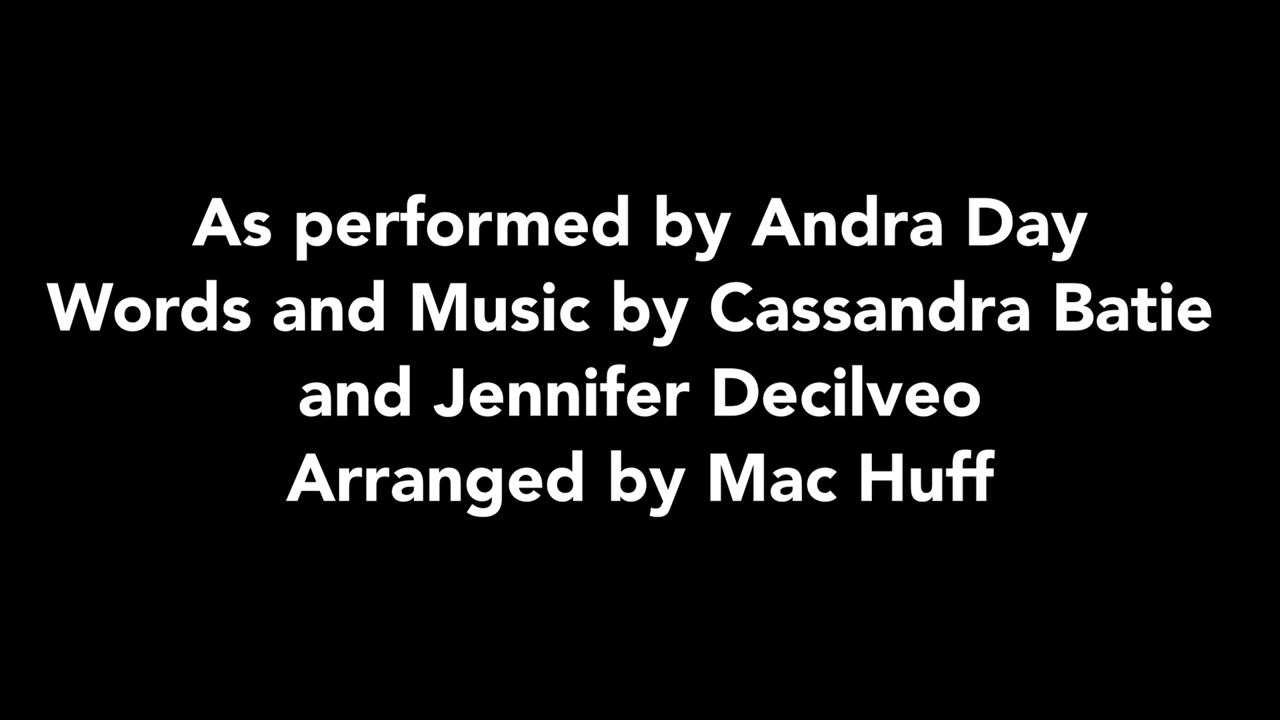 As performed by Andra Day
Words and Music by Cassandra Batie
and Jennifer Decilveo
Arranged by Mac Huff